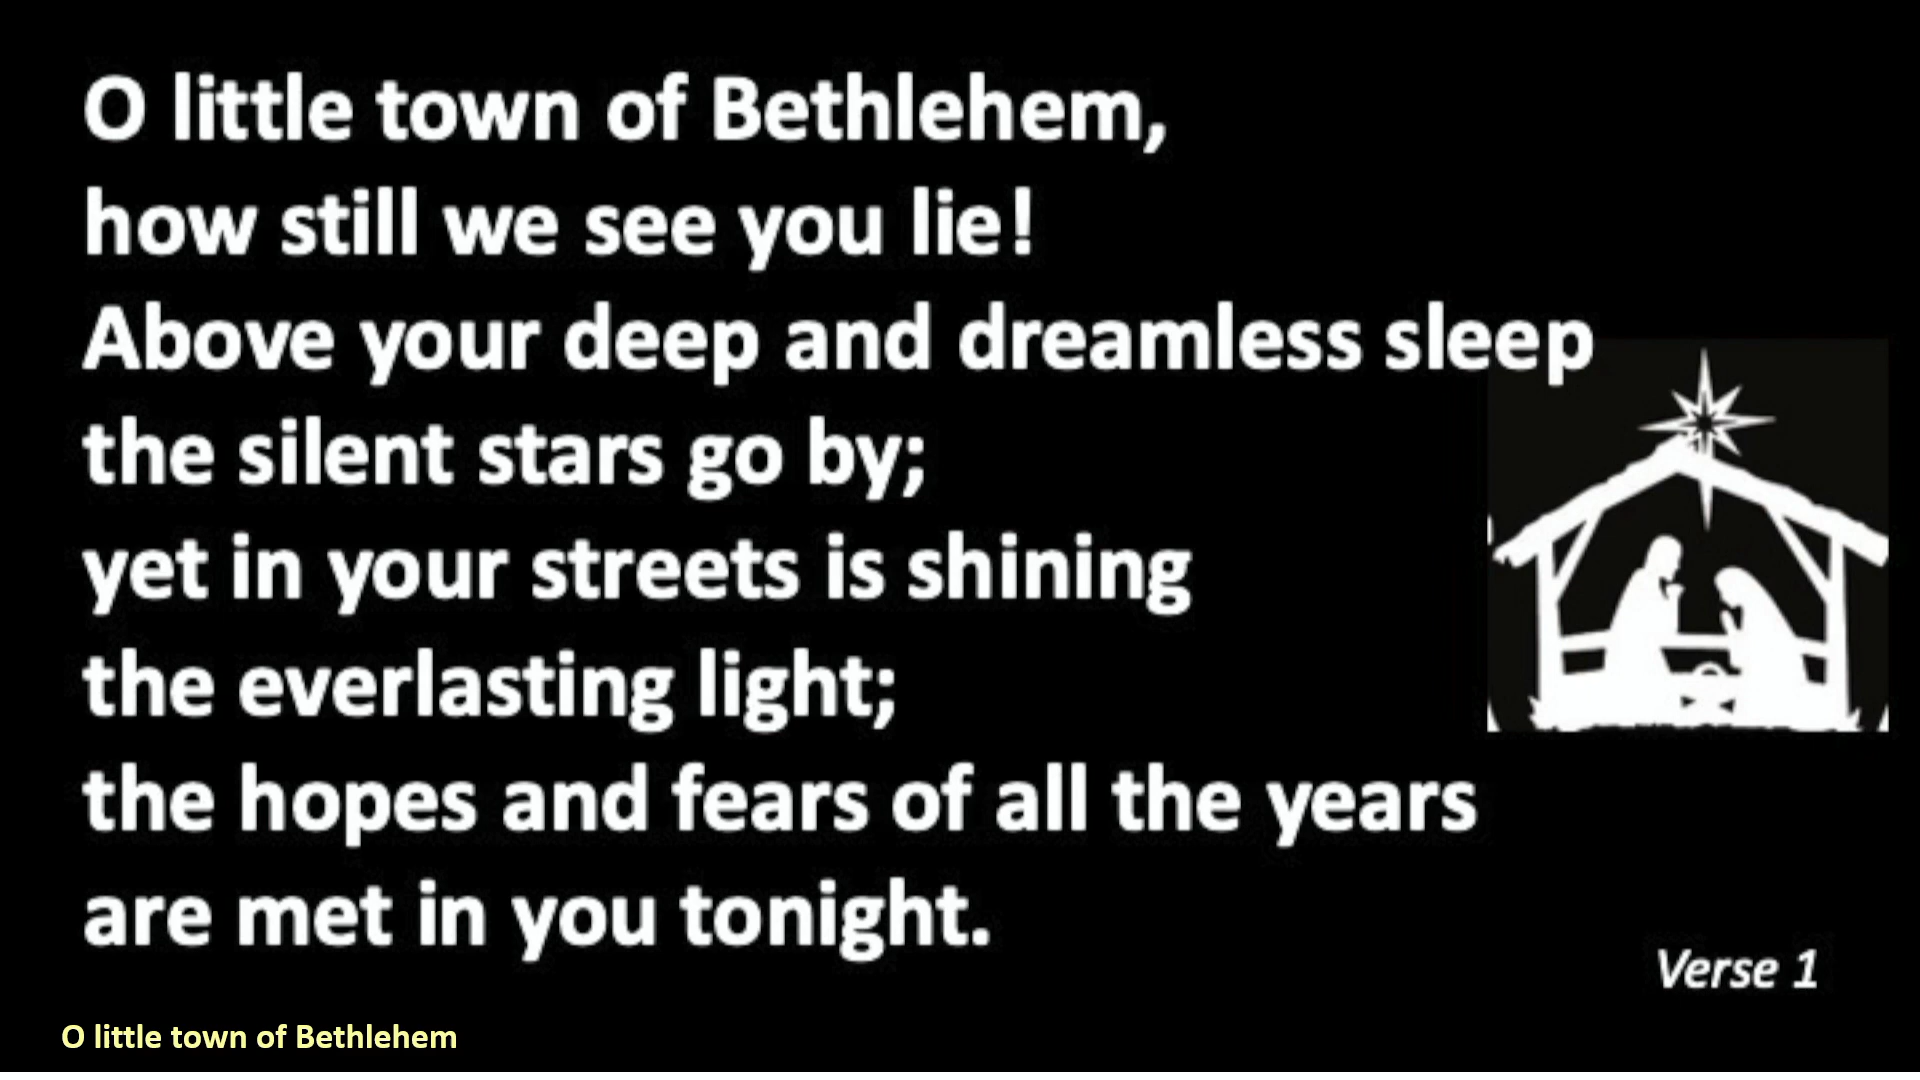 O little town of Bethlehem,
how still we see you lie!
Above your deep and dreamless sleep
the silent stars go by;
yet in your streets is shining
the everlasting light;
the hopes and fears of all the years
are met in you tonight.
Verse 1
O little town of Bethlehem